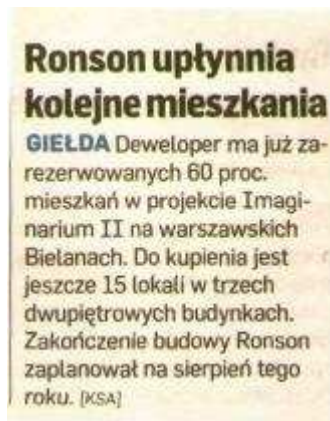 Ronson upłynnia
kolejne mieszkania
GIEŁDA Deweloper ma już za-
rezerwowanych 60 proc.
mieszkań w projekcie Imagi-
narium II na warszawskich
Bielanach. Do kupienia jest
jeszcze 15 lokali w trzech
dwupiętrowych budynkach.
Zakończenie budowy Ronson
zaplanował na sierpień tego
roku. [KSA]